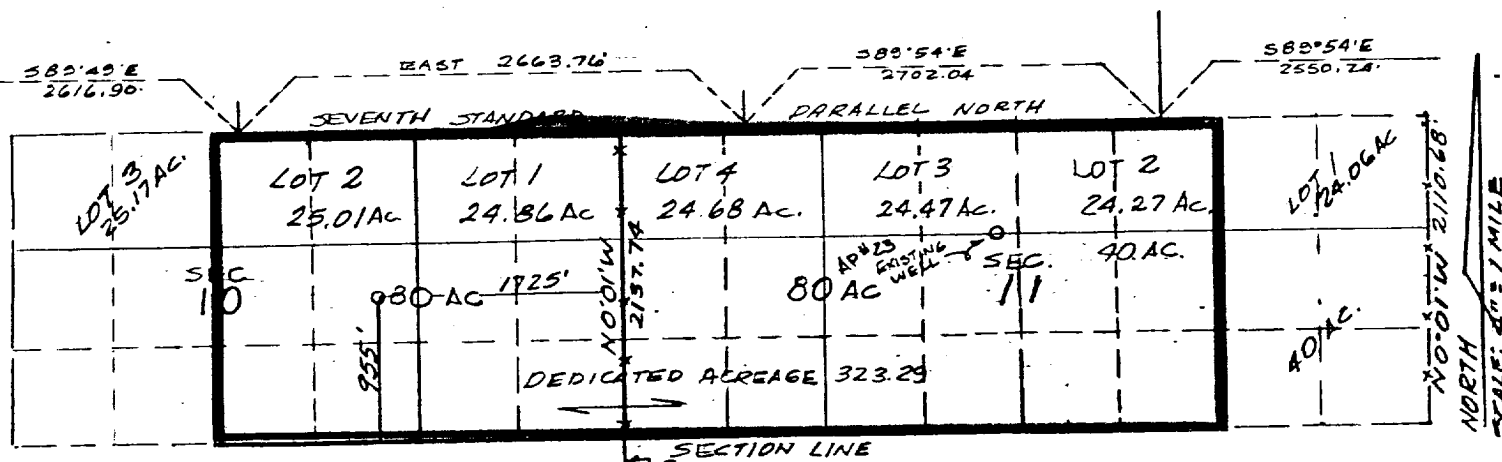 S89°49'E
2616.90'
EAST 2663.76'
S89°54'E
2702.04
S89°54'E
2550.24'
SEVENTH STANDARD PARALLEL NORTH
LOT 3
25.17 AC.
LOT 2
25.01 AC
LOT 1
24.86 AC
LOT 4
24.68 AC.
LOT 3
24.47 AC.
LOT 2
24.27 AC.
LOT 1
24.06 AC
N0°01'W
2137.74
N0°01'W 2110.68'
AP#23
EXISTING
WELL
40 AC.
SEC.
10
80 AC
1725'
955'
80 AC
SEC.
11
40 AC.
DEDICATED ACREAGE 323.29
SECTION LINE
NORTH
= 1 MILE